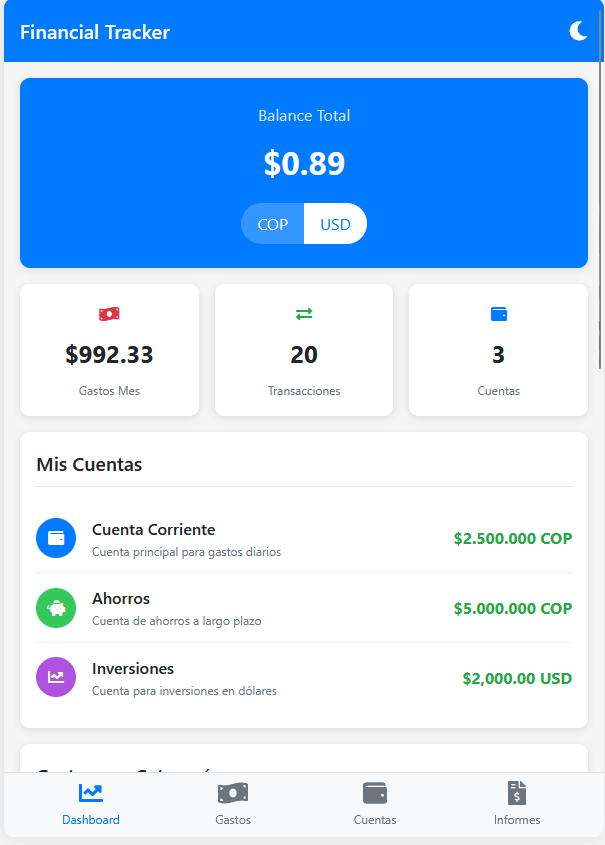 Financial Tracker
Balance Total
$0.89
COP USD
$992.33
Gastos Mes
20
Transacciones
3
Cuentas
Mis Cuentas
Cuenta Corriente
$2.500.000 COP
Cuenta principal para gastos diarios
Ahorros
$5.000.000 COP
Cuenta de ahorros a largo plazo
Inversiones
$2,000.00 USD
Cuenta para inversiones en dólares
Dashboard
Gastos
Cuentas
Informes